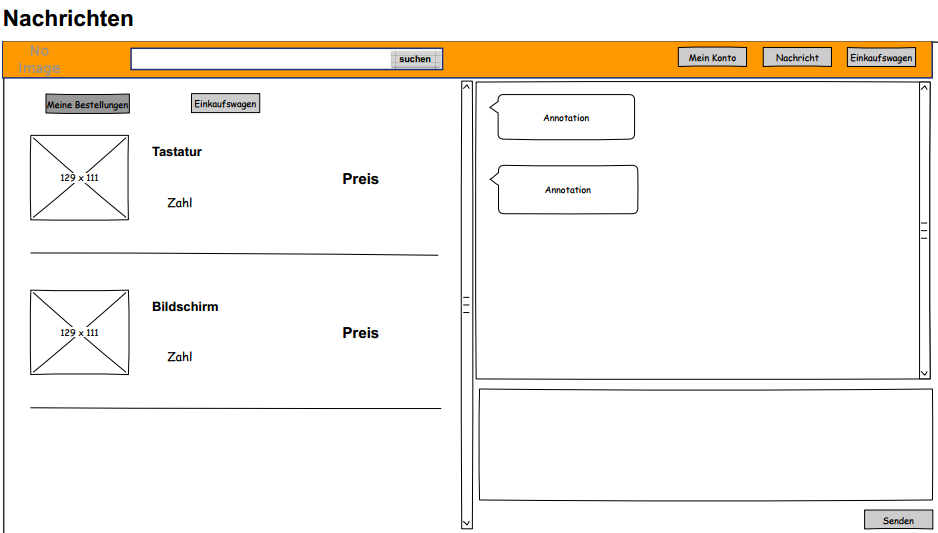 Nachrichten
No
Image
suchen
Mein Konto
Nachricht
Einkaufswagen
Meine Bestellungen
Einkaufswagen
129 x 111
Tastatur
Preis
Zahl
129 x 111
Bildschirm
Preis
Zahl
Annotation
Annotation
Senden